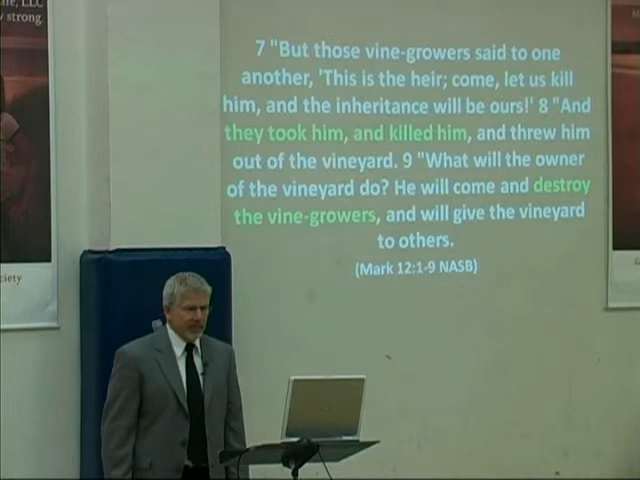 LLC
strong
7 "But those vine-growers said to one
another, 'This is the heir; come, let us kill
him, and the inheritance will be ours!' 8 "And
they took him, and killed him, and threw him
out of the vineyard. 9 "What will the owner
of the vineyard do? He will come and destroy
the vine-growers, and will give the vineyard
to others.
(Mark 12:1-9 NASB)
ciety